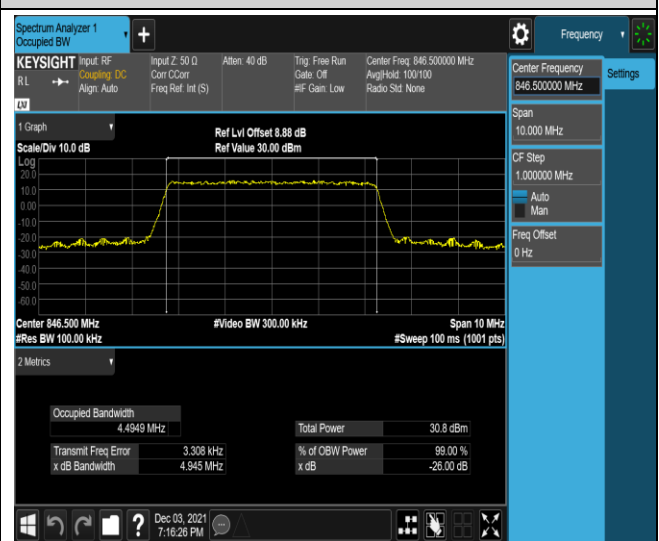 Spectrum Analyzer 1
Occupied BW
Frequency
KEYSIGHT
RL
LXI
Input: RF
Coupling: DC
Align: Auto
Input Z: 50 Ω
Corr CCorr
Freq Ref: Int (S)
Atten: 40 dB
Trig: Free Run
Gate: Off
#IF Gain: Low
Center Freq: 846.500000 MHz
Avg|Hold: 100/100
Radio Std: None
Center Frequency
846.500000 MHz
Settings
Span
10.000 MHz
CF Step
1.000000 MHz
Auto
Man
Freq Offset
0 Hz
1 Graph
Scale/Div 10.0 dB
Ref Lvl Offset 8.88 dB
Ref Value 30.00 dBm
Log
20.0
10.0
0.00
-10.0
-20.0
-30.0
-40.0
-50.0
-60.0
Center 846.500 MHz
#Res BW 100.00 kHz
#Video BW 300.00 kHz
Span 10 MHz
#Sweep 100 ms (1001 pts)
2 Metrics
Occupied Bandwidth
4.4949 MHz
Transmit Freq Error 3.308 kHz
x dB Bandwidth 4.945 MHz
Total Power 30.8 dBm
% of OBW Power 99.00 %
x dB -26.00 dB
?
Dec 03, 2021
7:16:26 PM